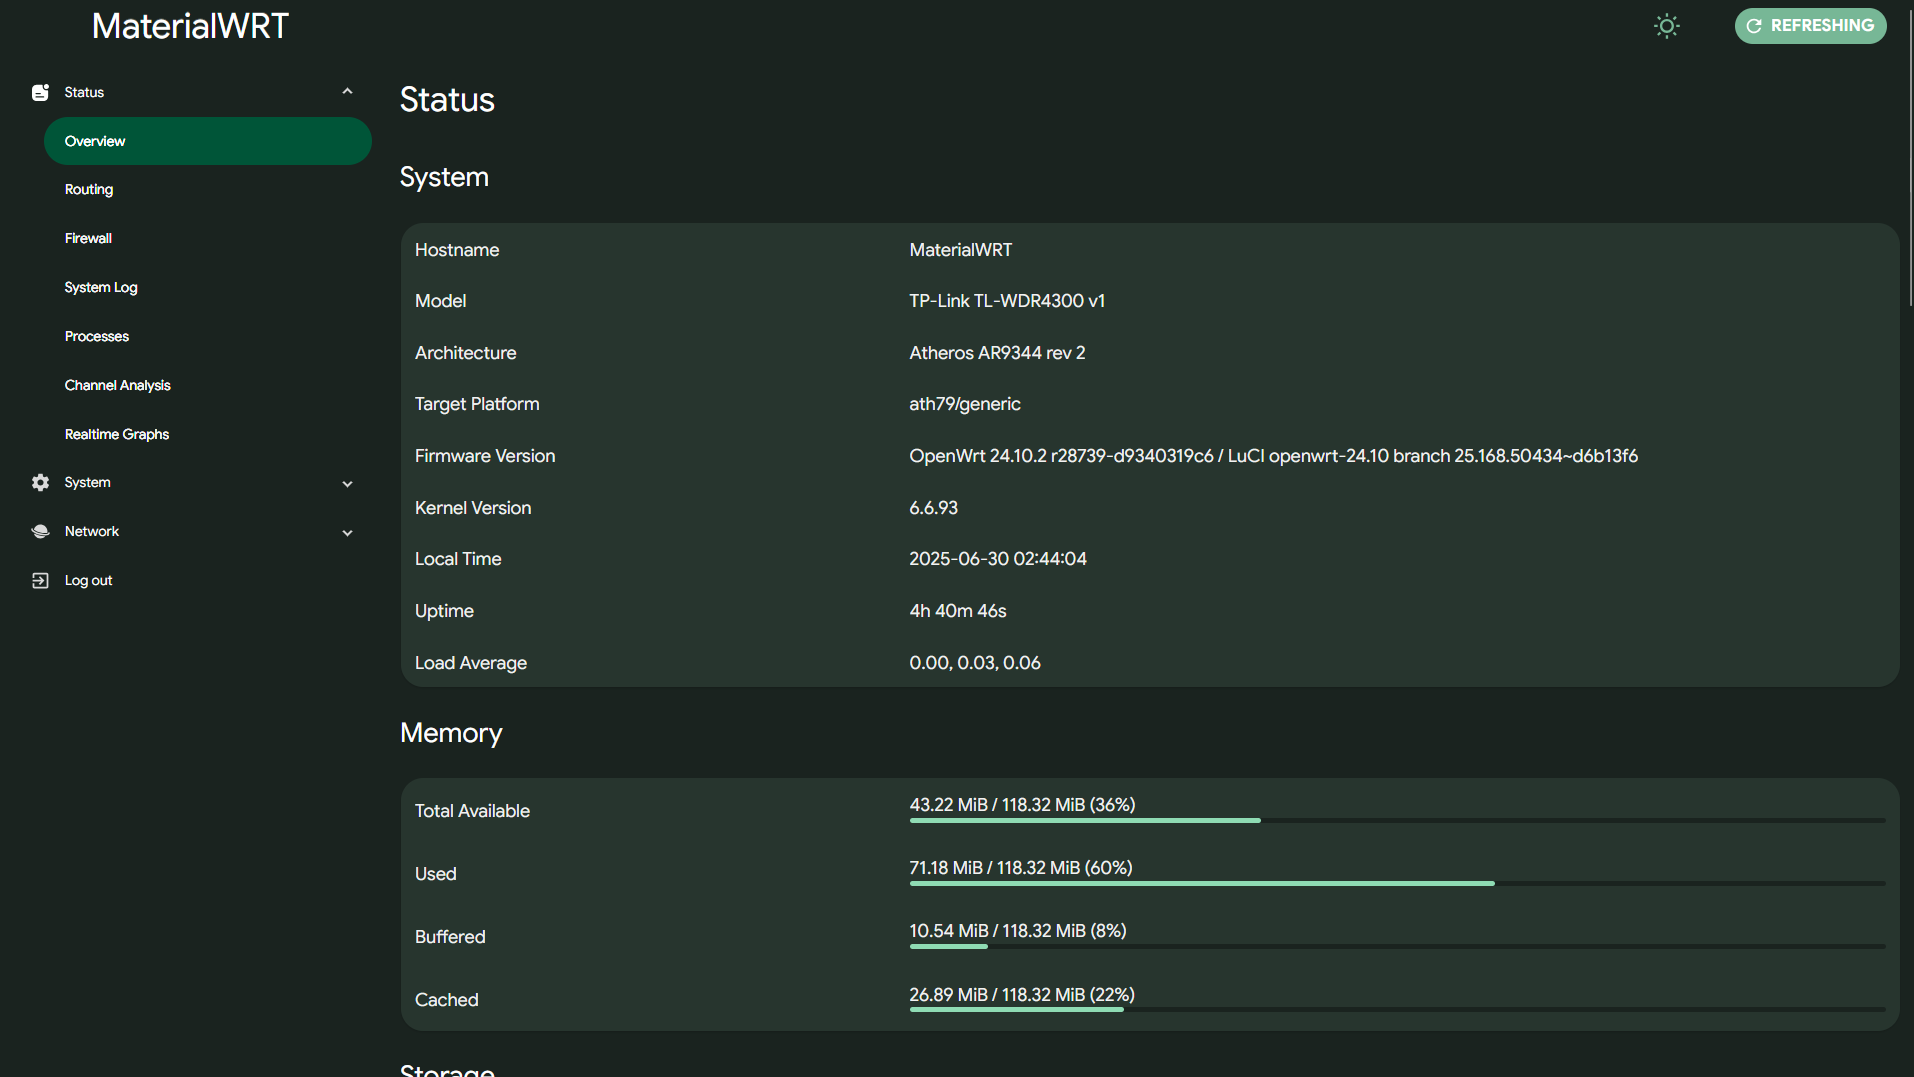 MaterialWRT
REFRESHING
Status
Overview
Routing
Firewall
System Log
Processes
Channel Analysis
Realtime Graphs
System
Network
Log out
Status
System
Hostname MaterialWRT
Model TP-Link TL-WDR4300 v1
Architecture Atheros AR9344 rev 2
Target Platform ath79/generic
Firmware Version OpenWrt 24.10.2 r28739-d9340319c6 / LuCI openwrt-24.10 branch 25.168.50434~d6b13f6
Kernel Version 6.6.93
Local Time 2025-06-30 02:44:04
Uptime 4h 40m 46s
Load Average 0.00, 0.03, 0.06
Memory
Total Available 43.22 MiB / 118.32 MiB (36%)
Used 71.18 MiB / 118.32 MiB (60%)
Buffered 10.54 MiB / 118.32 MiB (8%)
Cached 26.89 MiB / 118.32 MiB (22%)
Storage